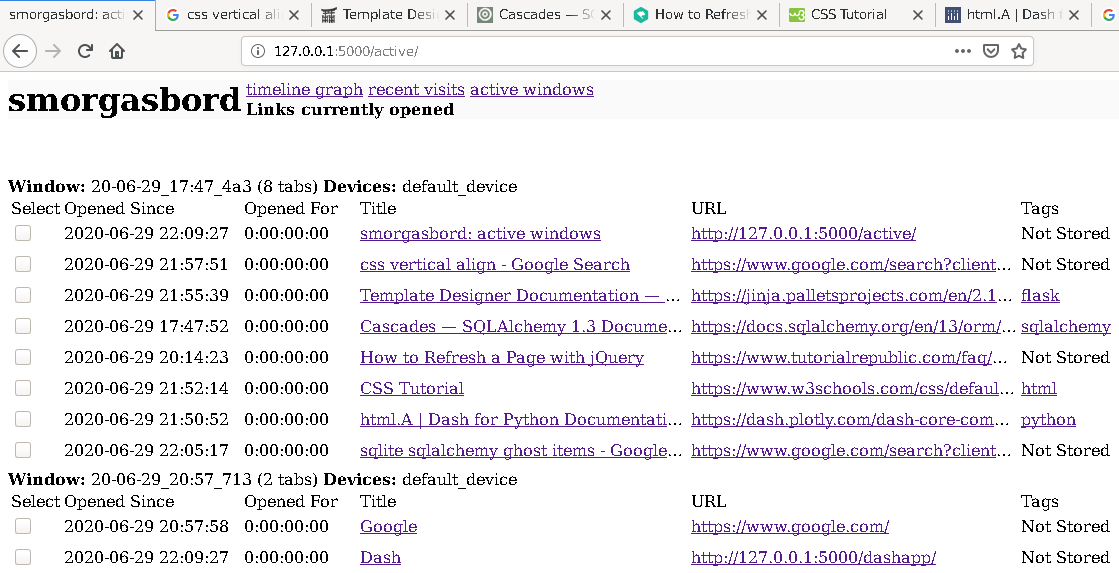 smorgasbord: acti
css vertical ali
Template Desi
Cascades — SQ
How to Refresh
CSS Tutorial
html.A | Dash f
127.0.0.1:5000/active/
smorgasbord
timeline graph recent visits active windows
Links currently opened
Window: 20-06-29_17:47_4a3 (8 tabs) Devices: default_device
Select Opened Since Opened For Title URL Tags
2020-06-29 22:09:27 0:00:00:00 smorgasbord: active windows http://127.0.0.1:5000/active/ Not Stored
2020-06-29 21:57:51 0:00:00:00 css vertical align - Google Search https://www.google.com/search?client... Not Stored
2020-06-29 21:55:39 0:00:00:00 Template Designer Documentation — ... https://jinja.palletsprojects.com/en/2.1... flask
2020-06-29 17:47:52 0:00:00:00 Cascades — SQLAlchemy 1.3 Docume... https://docs.sqlalchemy.org/en/13/orm/... sqlalchemy
2020-06-29 20:14:23 0:00:00:00 How to Refresh a Page with jQuery https://www.tutorialrepublic.com/faq/... Not Stored
2020-06-29 21:52:14 0:00:00:00 CSS Tutorial https://www.w3schools.com/css/defaul... html
2020-06-29 21:50:52 0:00:00:00 html.A | Dash for Python Documentati... https://dash.plotly.com/dash-core-com... python
2020-06-29 22:05:17 0:00:00:00 sqlite sqlalchemy ghost items - Google... https://www.google.com/search?client... Not Stored
Window: 20-06-29_20:57_713 (2 tabs) Devices: default_device
Select Opened Since Opened For Title URL Tags
2020-06-29 20:57:58 0:00:00:00 Google https://www.google.com/ Not Stored
2020-06-29 22:09:27 0:00:00:00 Dash http://127.0.0.1:5000/dashapp/ Not Stored